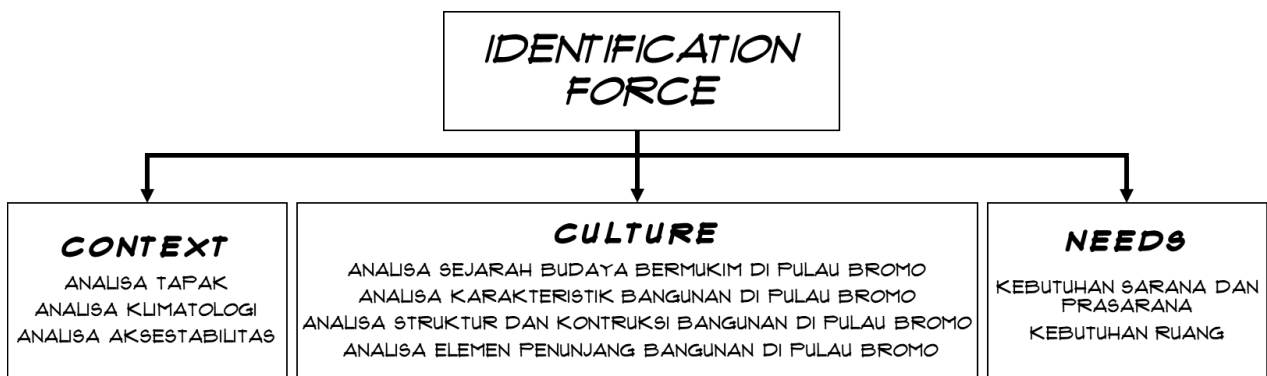 IDENTIFICATION
FORCE
CONTEXT
ANALISA TAPAK
ANALISA KLIMATOLOGI
ANALISA AKSESTABILITAS
CULTURE
ANALISA SEJARAH BUDAYA BERMUKIM DI PULAU BROMO
ANALISA KARAKTERISTIK BANGUNAN DI PULAU BROMO
ANALISA STRUKTUR DAN KONTRUKSI BANGUNAN DI PULAU BROMO
ANALISA ELEMEN PENUNJANG BANGUNAN DI PULAU BROMO
NEEDS
KEBUTUHAN SARANA DAN
PRASARANA
KEBUTUHAN RUANG